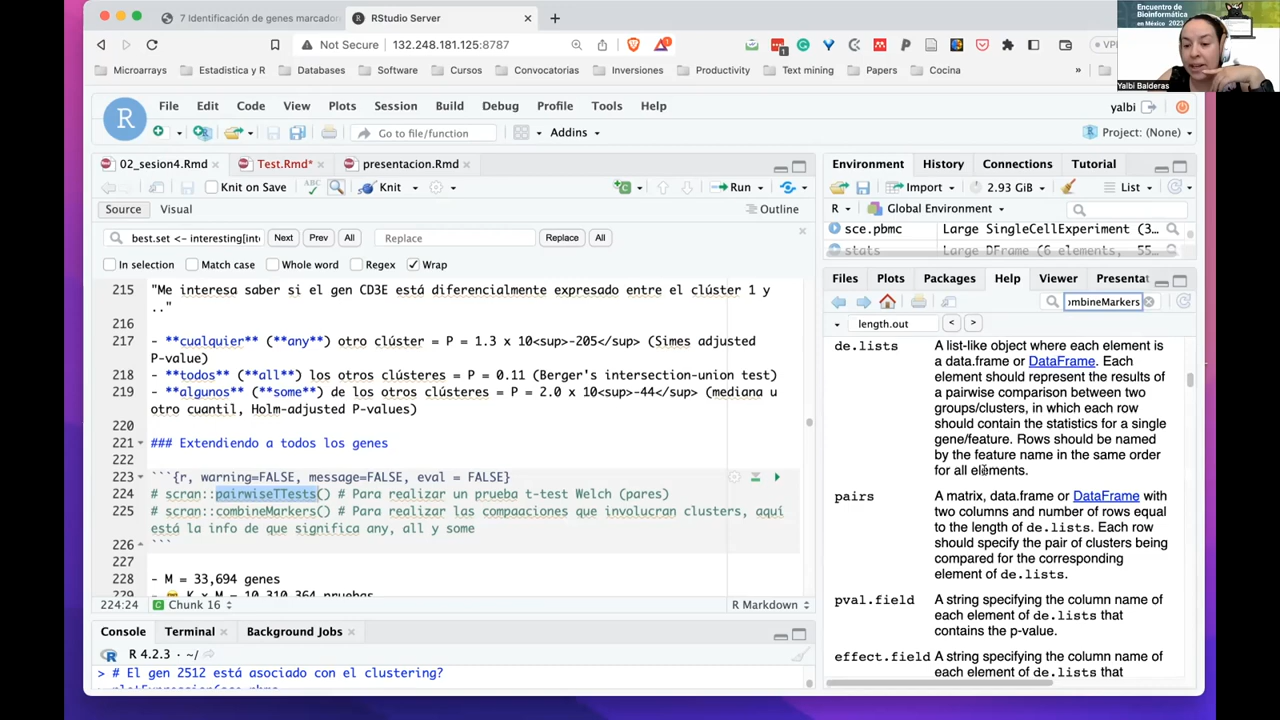 7 Identificación de genes marcador
RStudio Server
Not Secure
132.248.181.125:8787
Microarrays
Estadistica y R
Databases
Software
Cursos
Convocatorias
Inversiones
Productivity
Text mining
Papers
Cocina
»
Encuentro de
Bioinformática
en México 2023
Yalbi Balderas
File Edit Code View Plots Session Build Debug Profile Tools Help
yalbi
Go to file/function
Addins
Project: (None)
02_sesion4.Rmd
Test.Rmd*
presentacion.Rmd
Knit on Save
Knit
Run
Source Visual
Outline
best.set <- interesting[int
Next Prev All
Replace
Replace All
In selection Match case Whole word Regex Wrap
215 "Me interesa saber si el gen CD3E está diferencialmente expresado entre el clúster 1 y
.."
216
217 - **cualquier** (**any**) otro clúster = P = 1.3 x 10<sup>-205</sup> (Simes adjusted
P-value)
218 - **todos** (**all**) los otros clústeres = P = 0.11 (Berger's intersection-union test)
219 - **algunos** (**some**) de los otros clústeres = P = 2.0 x 10<sup>-44</sup> (mediana u
otro cuantil, Holm-adjusted P-values)
220
221 ### Extendiendo a todos los genes
222
223 ```{r, warning=FALSE, message=FALSE, eval = FALSE}
224 # scran::pairwiseTTests() # Para realizar un prueba t-test Welch (pares)
225 # scran::combineMarkers() # Para realizar las compaaciones que involucran clusters, aquí
está la info de que significa any, all y some
226 ```
227
228 - M = 33,694 genes
229 K x M = 10,310,364 pruebas
224:24
Chunk 16
R Markdown
Console
Terminal
Background Jobs
R 4.2.3 · ~/
> # El gen 2512 está asociado con el clustering?
Environment
History
Connections
Tutorial
Import
2.93 GiB
List
R
Global Environment
sce.pbmc Large SingleCellExperiment (3...
stats Large DFrame (6 elements, 55...
Files
Plots
Packages
Help
Viewer
Presentat
ombineMarkers
length.out
de.lists A list-like object where each element is
a data.frame or DataFrame. Each
element should represent the results of
a pairwise comparison between two
groups/clusters, in which each row
should contain the statistics for a single
gene/feature. Rows should be named
by the feature name in the same order
for all elements.
pairs A matrix, data.frame or DataFrame with
two columns and number of rows equal
to the length of de.lists. Each row
should specify the pair of clusters being
compared for the corresponding
element of de.lists.
pval.field A string specifying the column name of
each element of de.lists that
contains the p-value.
effect.field A string specifying the column name of
each element of de.lists that